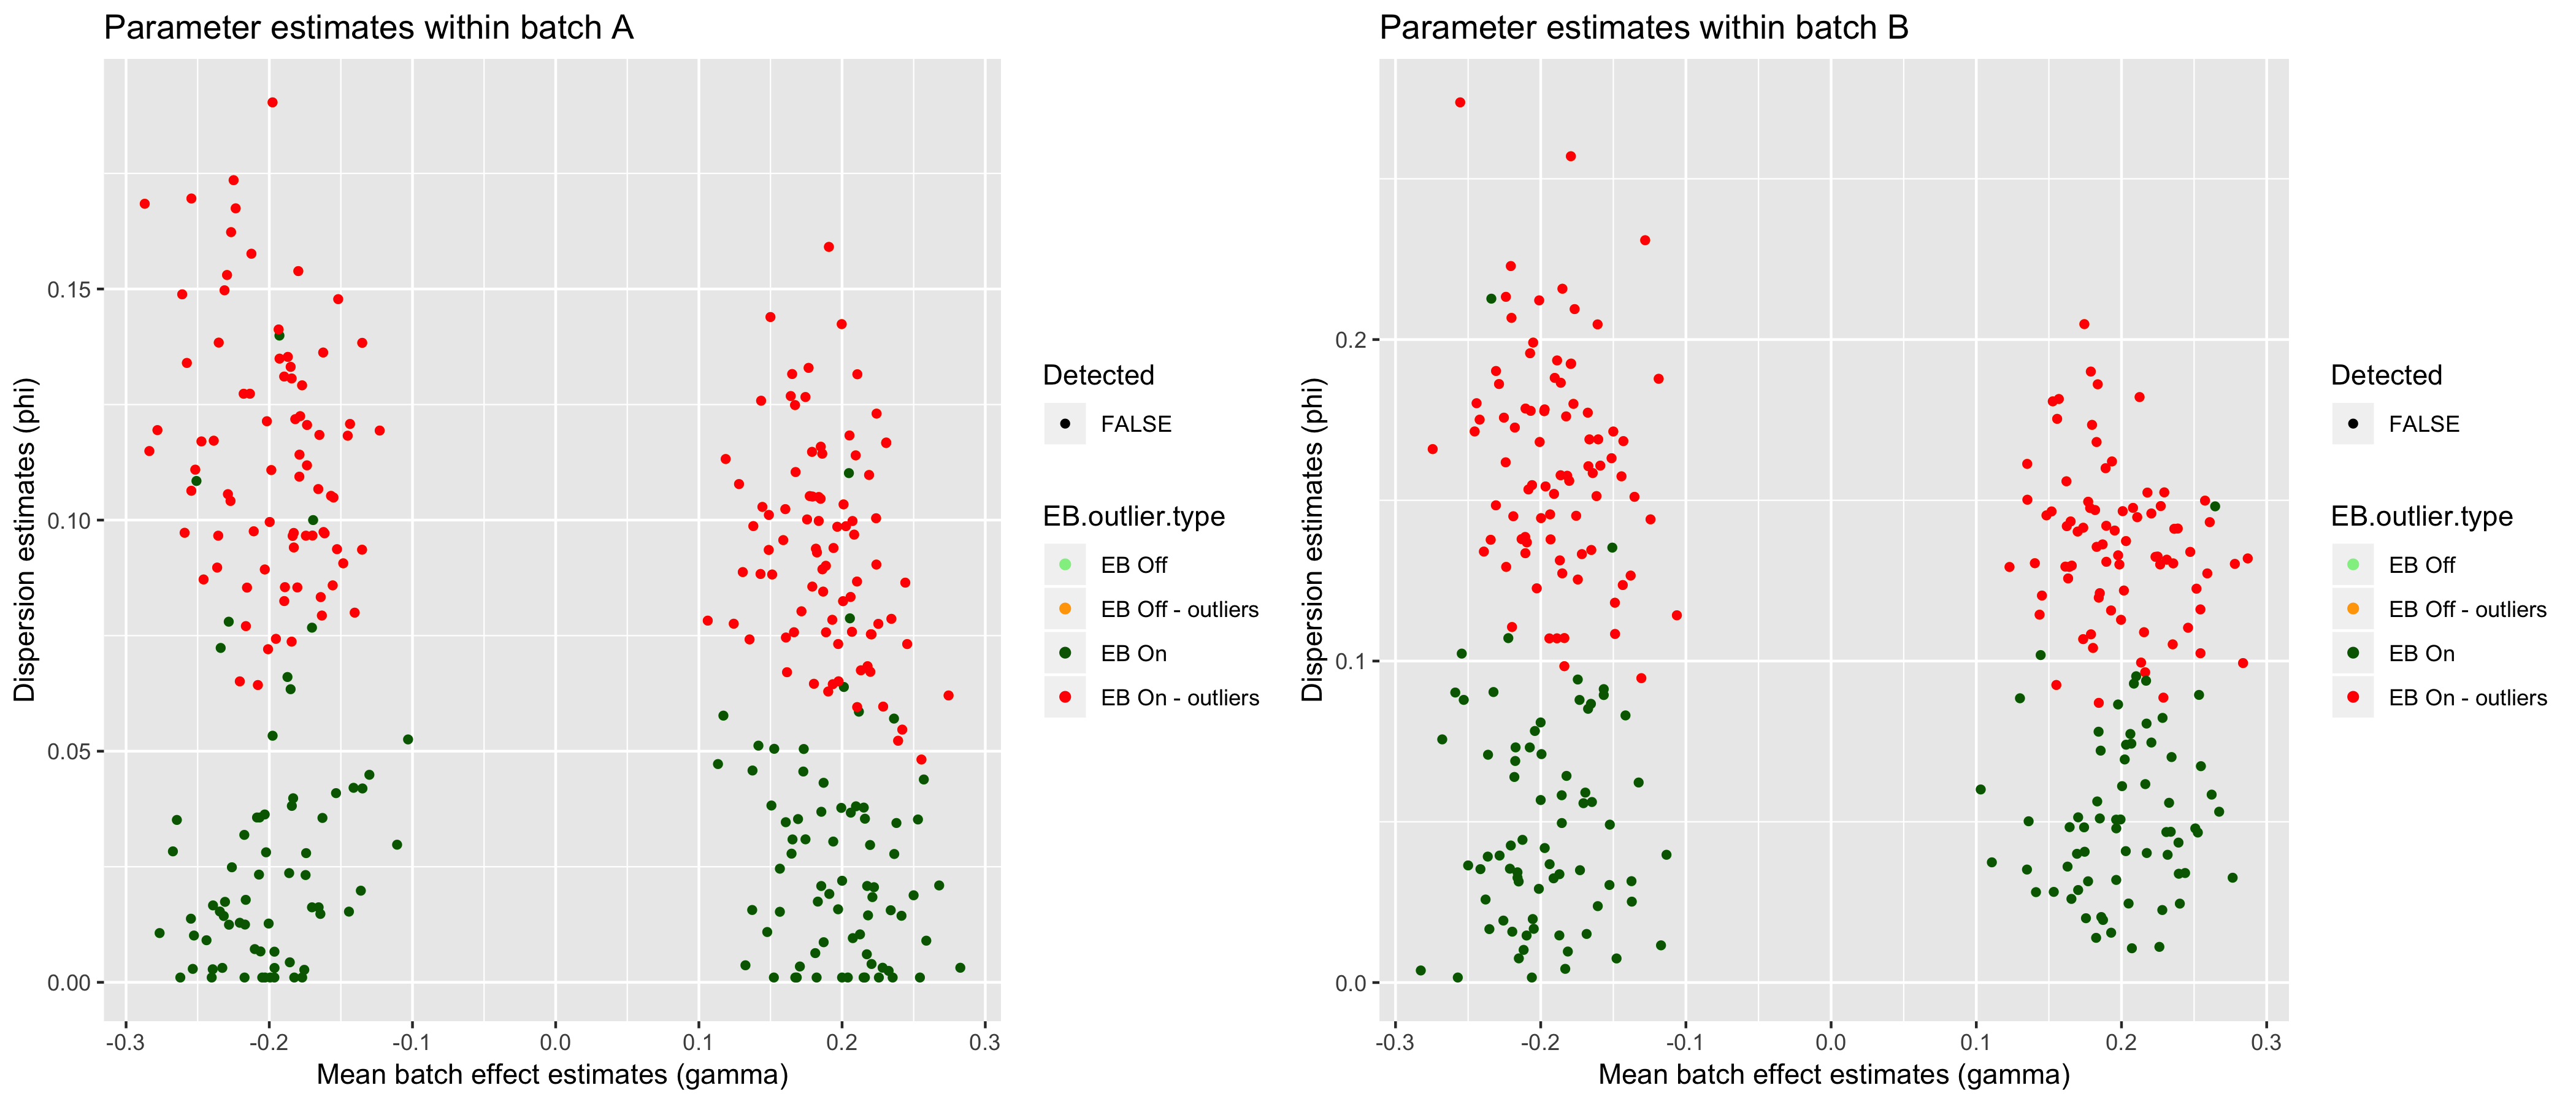 Parameter estimates within batch A
Dispersion estimates (phi)
0.15
0.10
0.05
0.00
-0.3 -0.2 -0.1 0.0 0.1 0.2 0.3
Mean batch effect estimates (gamma)
Detected
FALSE
EB.outlier.type
EB Off
EB Off - outliers
EB On
EB On - outliers
Parameter estimates within batch B
Dispersion estimates (phi)
0.2
0.1
0.0
-0.3 -0.2 -0.1 0.0 0.1 0.2 0.3
Mean batch effect estimates (gamma)
Detected
FALSE
EB.outlier.type
EB Off
EB Off - outliers
EB On
EB On - outliers